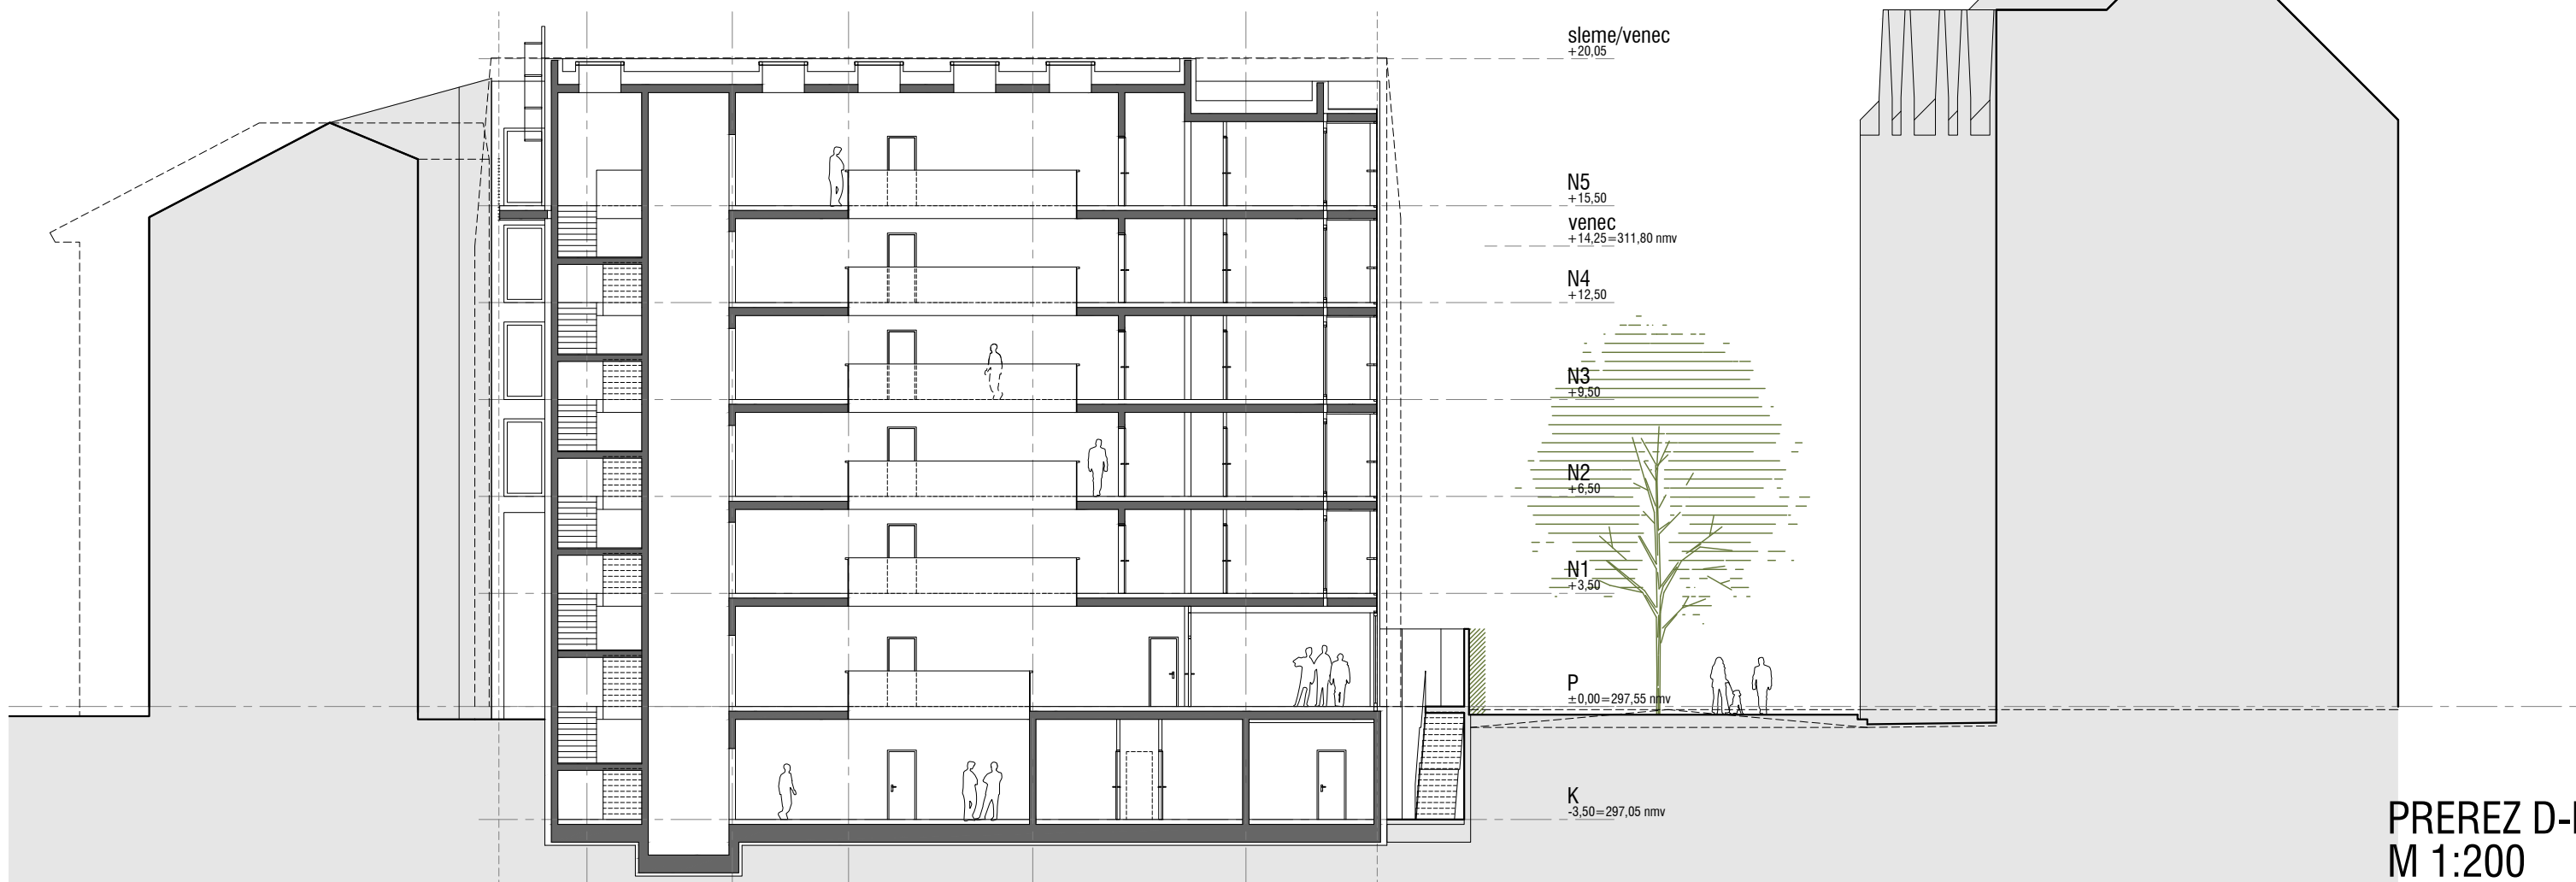 sleme/venec
+20,05
N5
+15,50
venec
+14,25=311,80 nmv
N4
+12,50
N3
+9,50
N2
+6,50
N1
+3,50
P
±0,00=297,55 nmv
K
-3,50=297,05 nmv
PREREZ D-
M 1:200